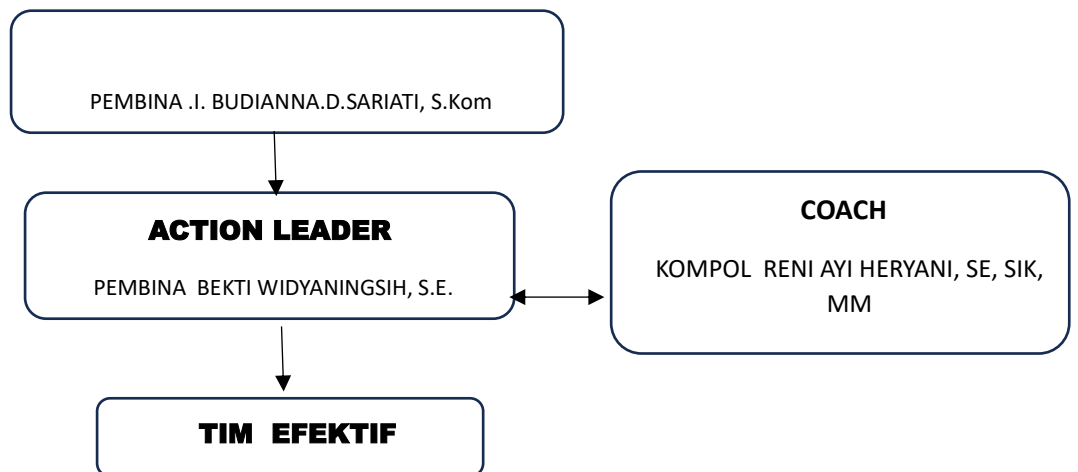 PEMBINA .I. BUDIANNA.D.SARIATI, S.Kom
ACTION LEADER
PEMBINA BEKTI WIDYANINGSIH, S.E.
COACH
KOMPOL RENI AYI HERYANI, SE, SIK,
MM
TIM EFEKTIF